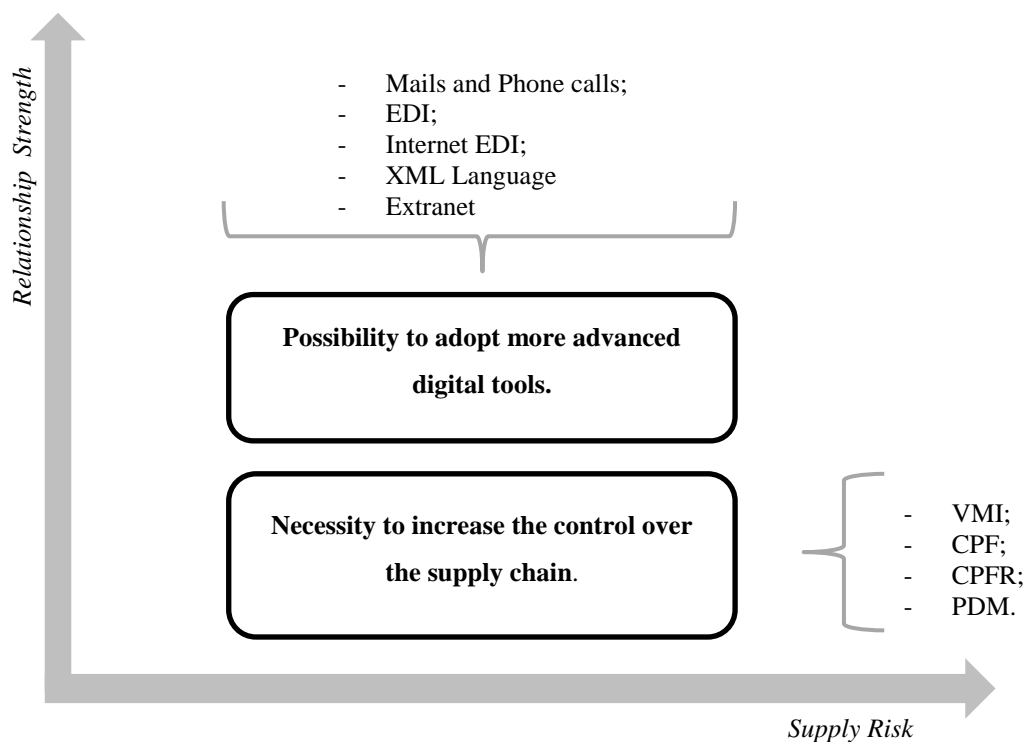 Relationship Strength
- Mails and Phone calls;
- EDI;
- Internet EDI;
- XML Language
- Extranet
Possibility to adopt more advanced
digital tools.
Necessity to increase the control over
the supply chain.
- VMI;
- CPF;
- CPFR;
- PDM.
Supply Risk